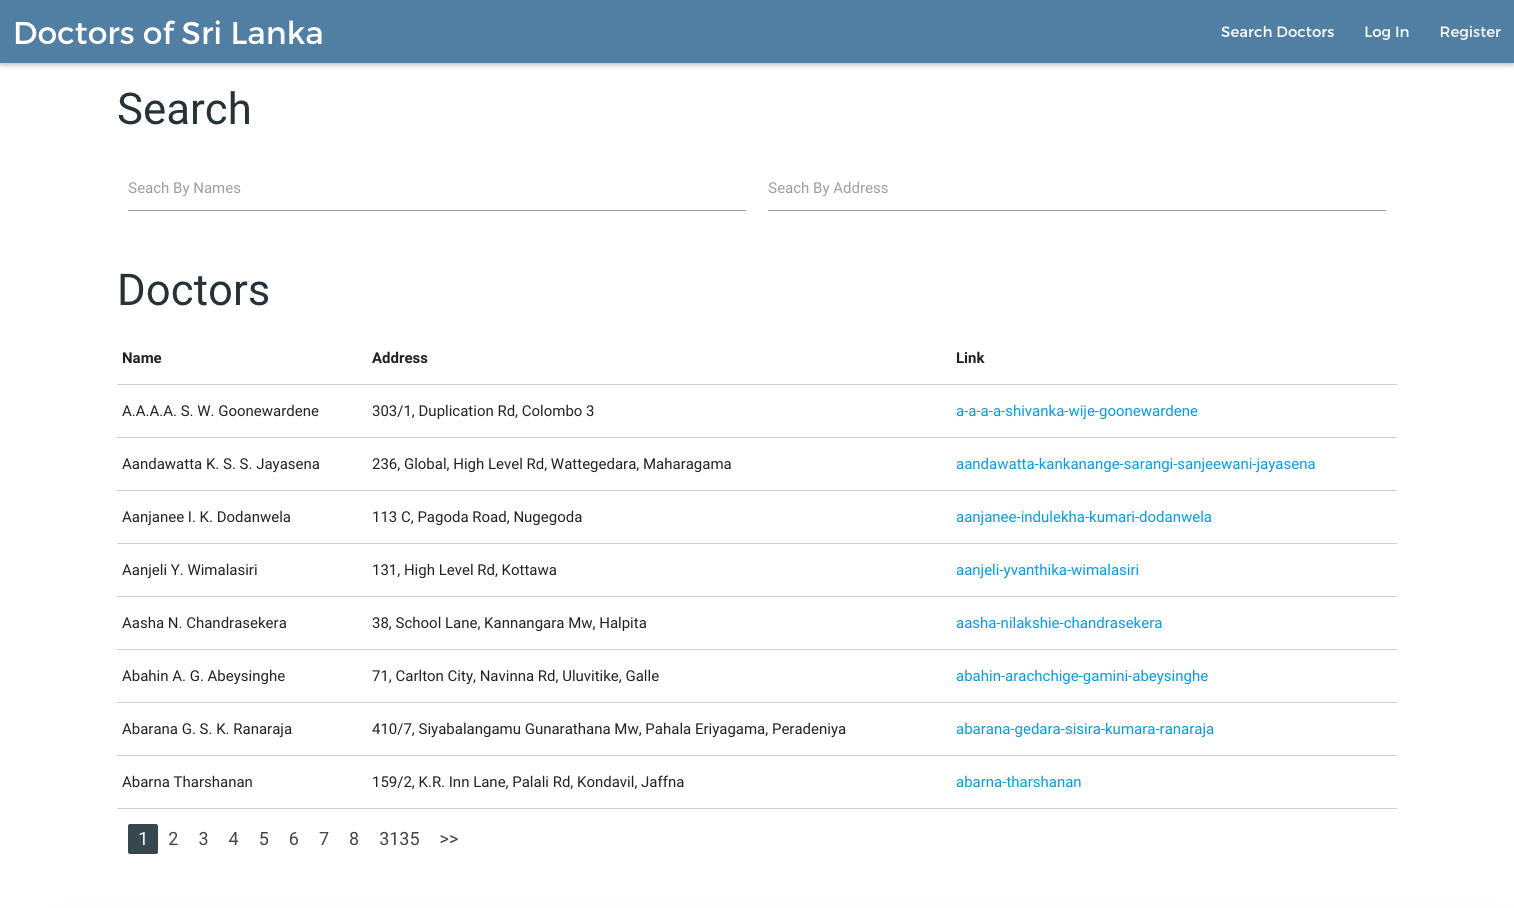 Doctors of Sri Lanka Search Doctors Log In Register
Search
Seach By Names Seach By Address
Doctors
Name Address Link
A.A.A.A. S. W. Goonewardene 303/1, Duplication Rd, Colombo 3 a-a-a-a-shivanka-wije-goonewardene
Aandawatta K. S. S. Jayasena 236, Global, High Level Rd, Wattegedara, Maharagama aandawatta-kankanange-sarangi-sanjeewani-jayasena
Aanjanee I. K. Dodanwela 113 C, Pagoda Road, Nugegoda aanjanee-indulekha-kumari-dodanwela
Aanjeli Y. Wimalasiri 131, High Level Rd, Kottawa aanjeli-yvanthika-wimalasiri
Aasha N. Chandrasekera 38, School Lane, Kannangara Mw, Halpita aasha-nilakshie-chandrasekera
Abahin A. G. Abeysinghe 71, Carlton City, Navinna Rd, Uluvitike, Galle abahin-arachchige-gamini-abeysinghe
Abarana G. S. K. Ranaraja 410/7, Siyabalangamu Gunarathana Mw, Pahala Eriyagama, Peradeniya abarana-gedara-sisira-kumara-ranaraja
Abarna Tharshanan 159/2, K.R. Inn Lane, Palali Rd, Kondavil, Jaffna abarna-tharshanan
1 2 3 4 5 6 7 8 3135 >>